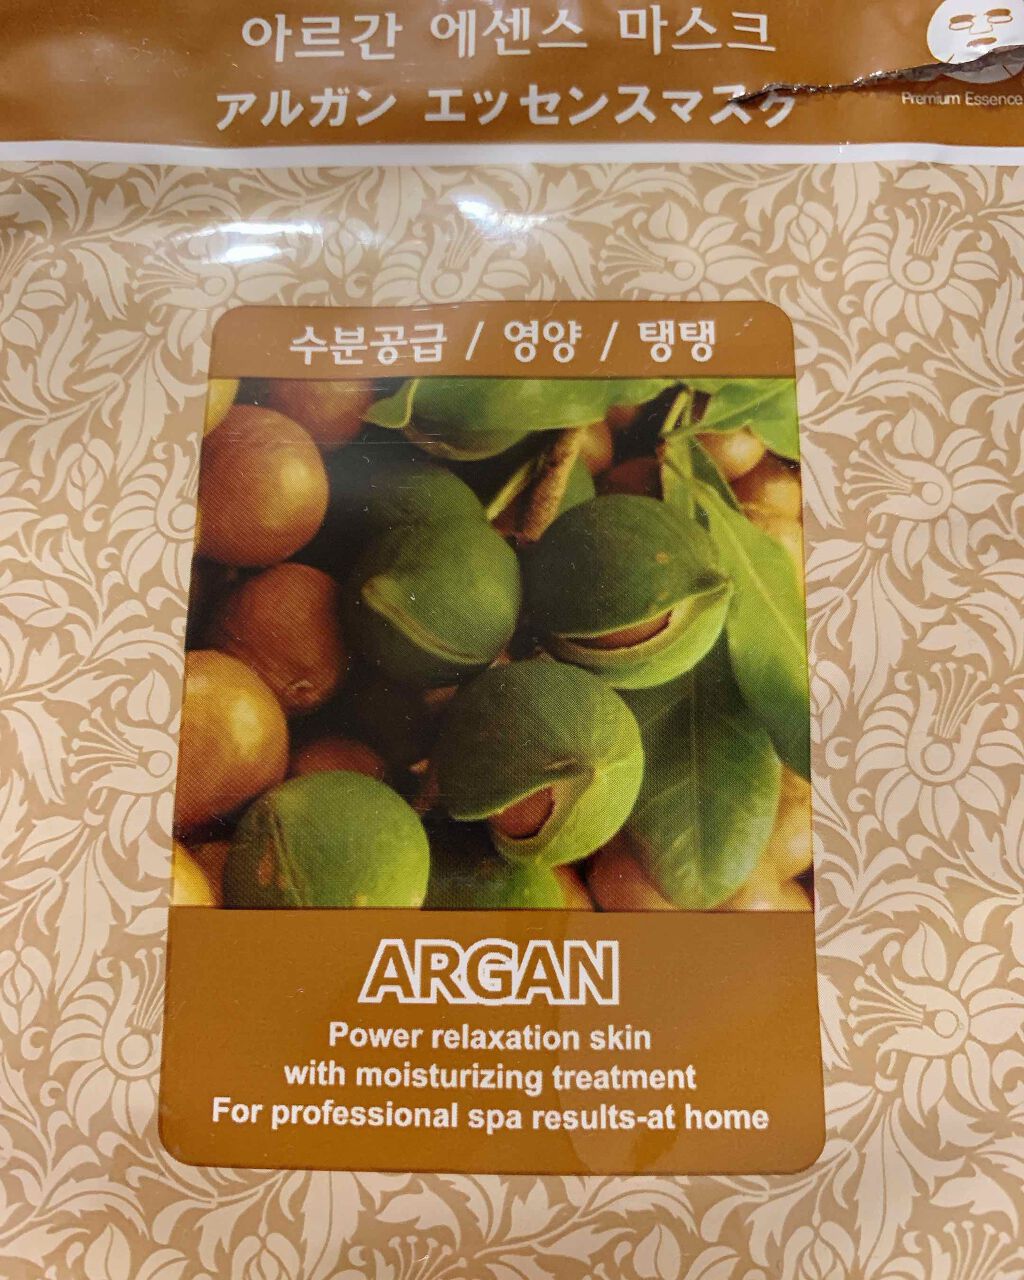 아르간 에센스 마스크
アルガン エッセンスマスク
Premium Essence
수분공급 / 영양 / 탱탱
ARGAN
Power relaxation skin
with moisturizing treatment
For professional spa results-at home